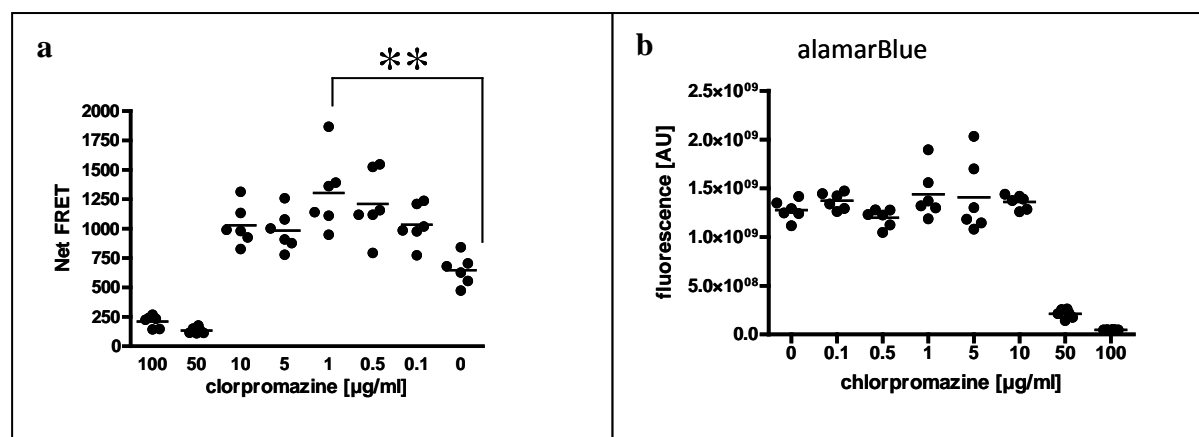 a
**
Net FRET
2000
1750
1500
1250
1000
750
500
250
0
100 50 10 5 1 0.5 0.1 0
clorpromazine [µg/ml]
b
alamarBlue
fluorescence [AU]
2.5×10⁰⁹
2.0×10⁰⁹
1.5×10⁰⁹
1.0×10⁰⁹
5.0×10⁰⁸
0.0
0 0.1 0.5 1 5 10 50 100
chlorpromazine [µg/ml]